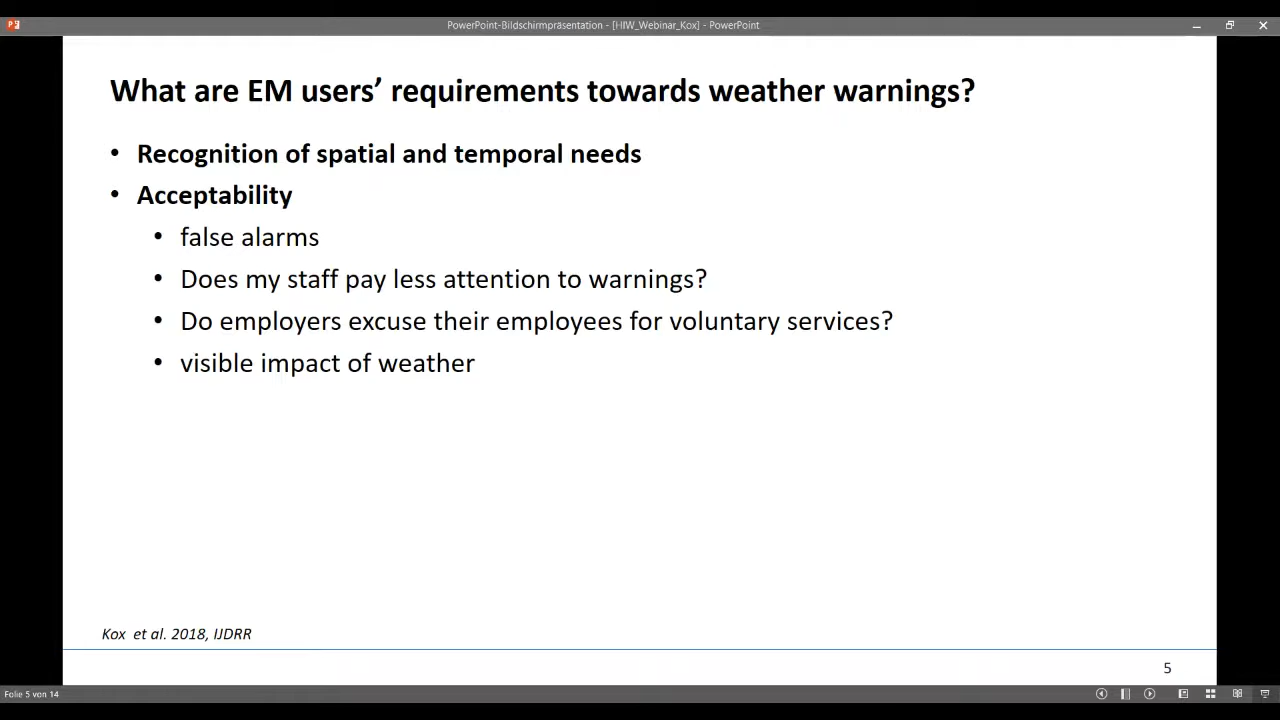 PowerPoint-Bildschirmpräsentation - [HIW_Webinar_Kox] - PowerPoint
What are EM users’ requirements towards weather warnings?
• Recognition of spatial and temporal needs
• Acceptability
• false alarms
• Does my staff pay less attention to warnings?
• Do employers excuse their employees for voluntary services?
• visible impact of weather
Kox et al. 2018, IJDRR
5
Folie 5 von 14